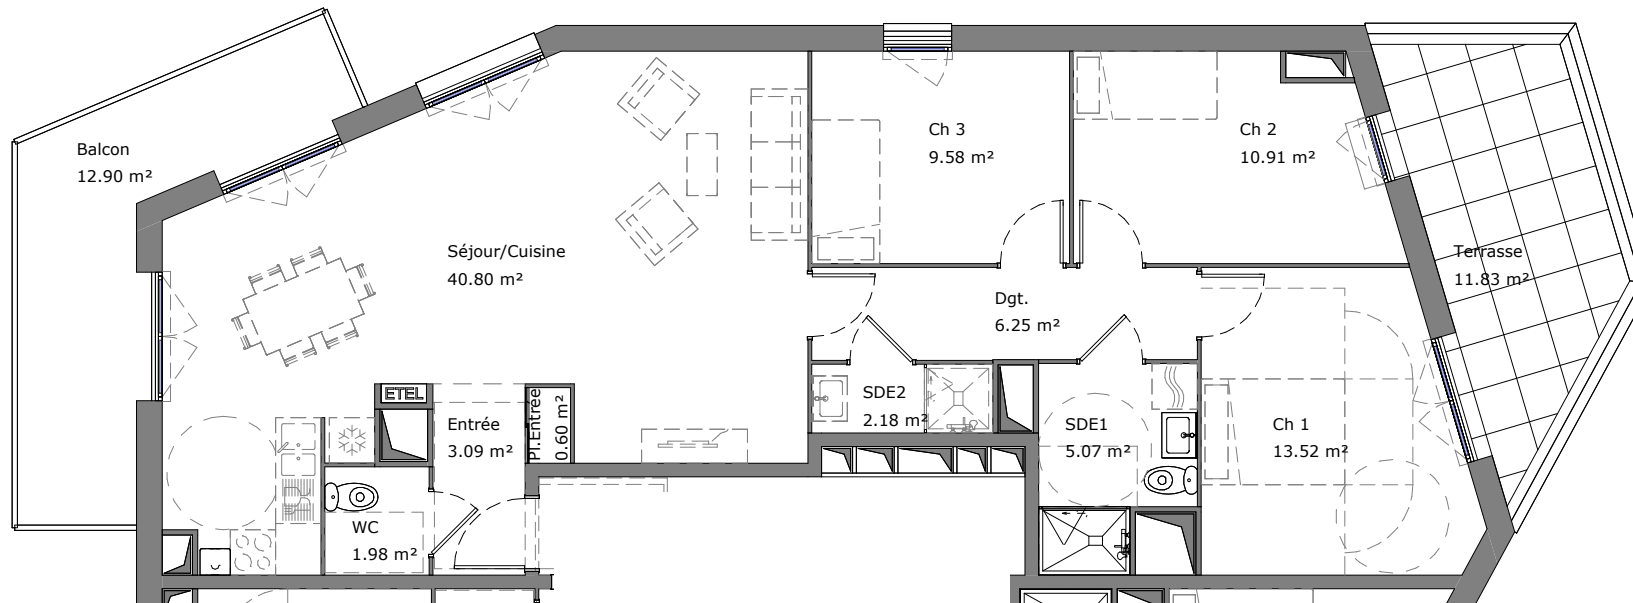 Balcon
12.90 m²
Séjour/Cuisine
40.80 m²
Ch 3
9.58 m²
Ch 2
10.91 m²
Terrasse
11.83 m²
Dgt.
6.25 m²
ETEL
Entrée
3.09 m²
Pl.Entrée
0.60 m²
SDE2
2.18 m²
SDE1
5.07 m²
Ch 1
13.52 m²
WC
1.98 m²